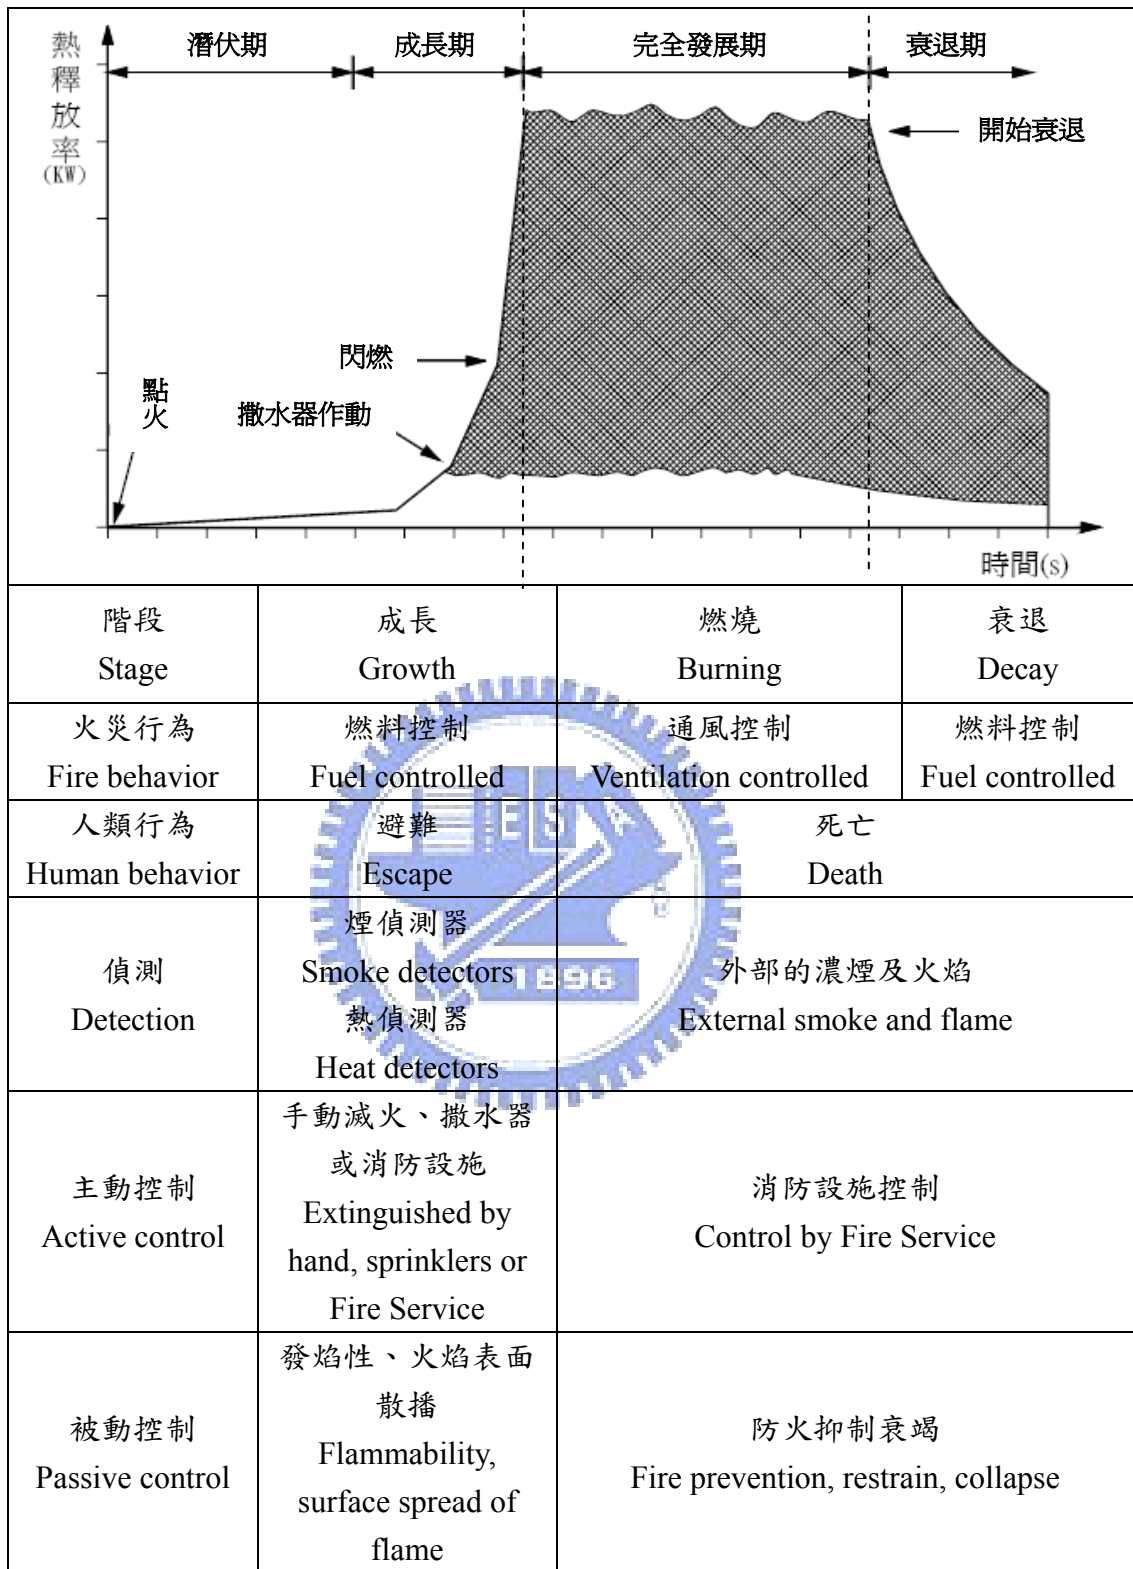 熱釋放率
(KW)
潛伏期
成長期
完全發展期
衰退期
開始衰退
閃燃
點火
撒水器作動
時間(s)
階段
Stage
成長
Growth
燃燒
Burning
衰退
Decay
火災行為
Fire behavior
燃料控制
Fuel controlled
通風控制
Ventilation controlled
燃料控制
Fuel controlled
人類行為
Human behavior
避難
Escape
死亡
Death
偵測
Detection
煙偵測器
Smoke detectors
熱偵測器
Heat detectors
外部的濃煙及火焰
External smoke and flame
主動控制
Active control
手動滅火、撒水器
或消防設施
Extinguished by
hand, sprinklers or
Fire Service
消防設施控制
Control by Fire Service
被動控制
Passive control
發焰性、火焰表面
散播
Flammability,
surface spread of
flame
防火抑制衰竭
Fire prevention, restrain, collapse
E S A
1896